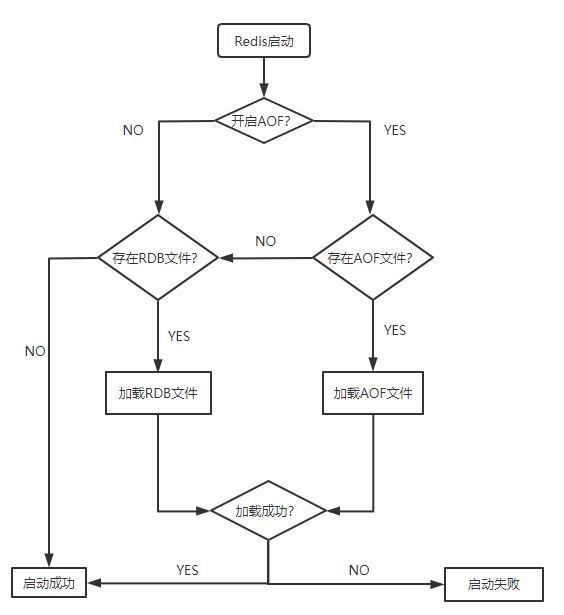 Redis启动
开启AOF?
NO
YES
存在RDB文件?
NO
存在AOF文件?
YES
YES
NO
加载RDB文件
加载AOF文件
加载成功?
启动成功
YES
NO
启动失败